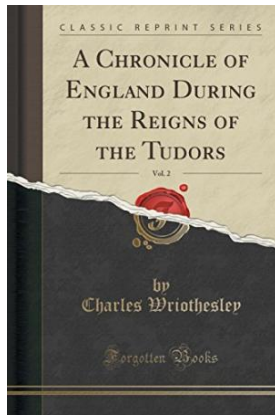 CLASSIC REPRINT SERIES
A CHRONICLE OF
ENGLAND DURING
THE REIGNS OF
THE TUDORS
Vol. 2
by
Charles Wriothesley
Forgotten Books